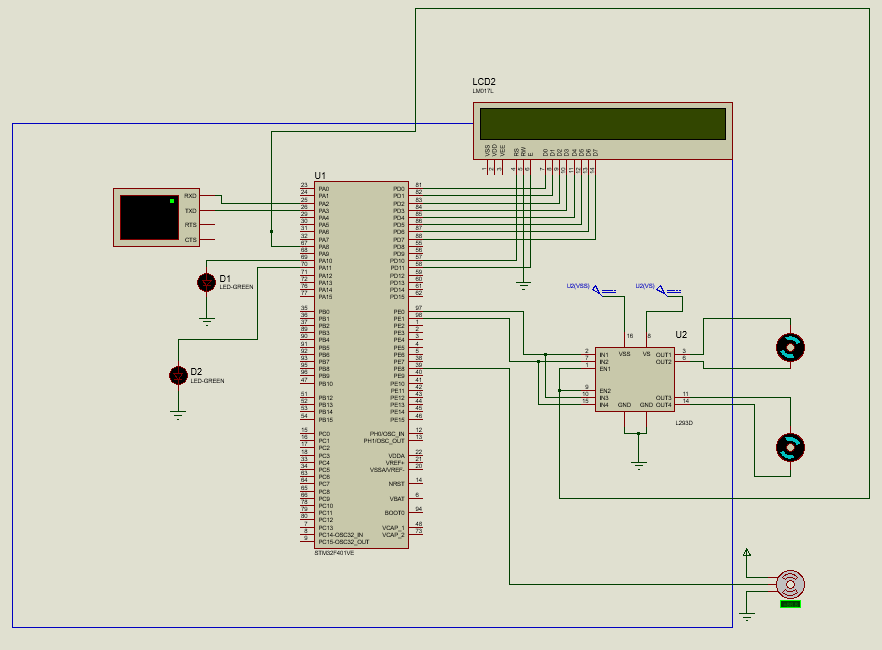 LCD2
LM017L
VSS
VDD
VEE
RS
RW
E
D0
D1
D2
D3
D4
D5
D6
D7
1
2
3
4
5
6
7
8
9
10
11
12
13
14
RXD
TXD
RTS
CTS
D1
LED-GREEN
D2
LED-GREEN
U1
23 PA0 PD0 81
24 PA1 PD1 82
25 PA2 PD2 83
26 PA3 PD3 84
29 PA4 PD4 85
30 PA5 PD5 86
31 PA6 PD6 87
32 PA7 PD7 88
67 PA8 PD8 55
68 PA9 PD9 56
69 PA10 PD10 57
70 PA11 PD11 58
71 PA12 PD12 59
72 PA13 PD13 60
76 PA14 PD14 61
77 PA15 PD15 62
35 PB0 PE0 97
36 PB1 PE1 98
37 PB2 PE2 1
89 PB3 PE3 2
90 PB4 PE4 3
91 PB5 PE5 4
92 PB6 PE6 5
93 PB7 PE7 38
95 PB8 PE8 39
96 PB9 PE9 40
47 PB10 PE10 41
PE11 42
51 PB12 PE12 43
52 PB13 PE13 44
53 PB14 PE14 45
54 PB15 PE15 46
15 PC0 PH0/OSC_IN 12
16 PC1 PH1/OSC_OUT 13
17 PC2
18 PC3 VDDA 22
33 PC4 VREF+ 21
34 PC5 VSSA/VREF- 20
63 PC6
64 PC7 NRST 14
65 PC8
66 PC9 VBAT 6
78 PC10
79 PC11 BOOT0 94
80 PC12
7 PC13 VCAP_1 48
8 PC14-OSC32_IN VCAP_2 73
9 PC15-OSC32_OUT
STM32F401VE
U2(VSS)
U2(VS)
U2
16
8
VSS
VS
2 IN1 OUT1 3
7 IN2 OUT2 6
1 EN1
9 EN2
10 IN3 OUT3 11
15 IN4 OUT4 14
GND GND
L293D